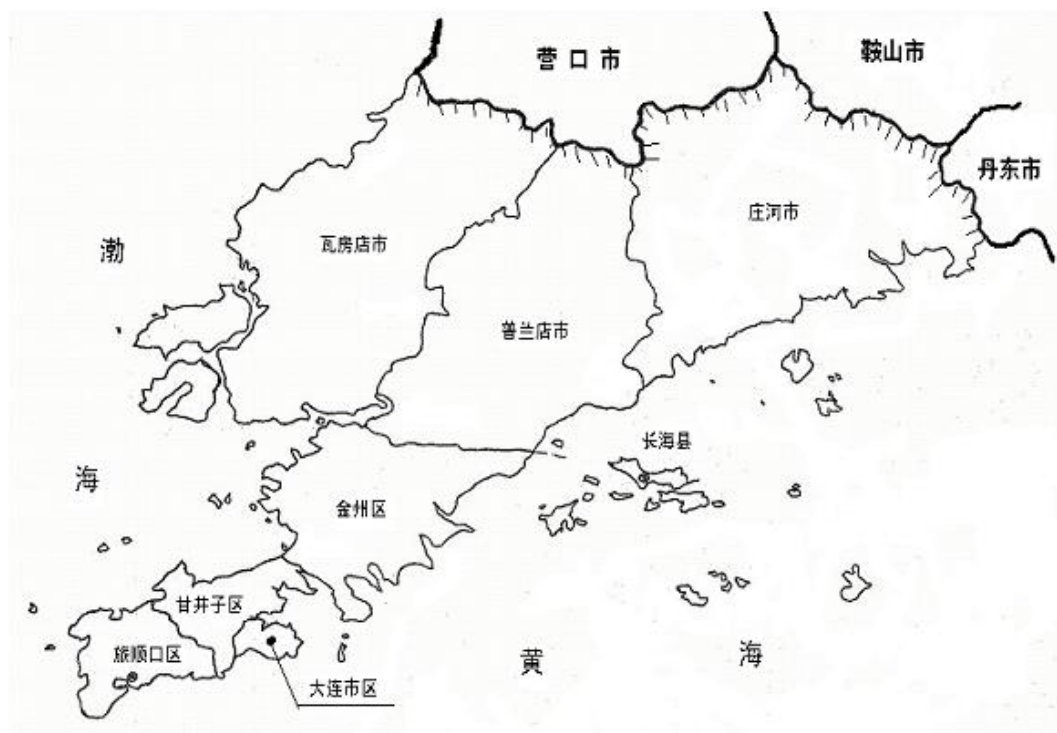 营口市
鞍山市
丹东市
庄河市
渤
瓦房店市
普兰店市
长海县
海
金州区
甘井子区
旅顺口区
大连市区
黄
海